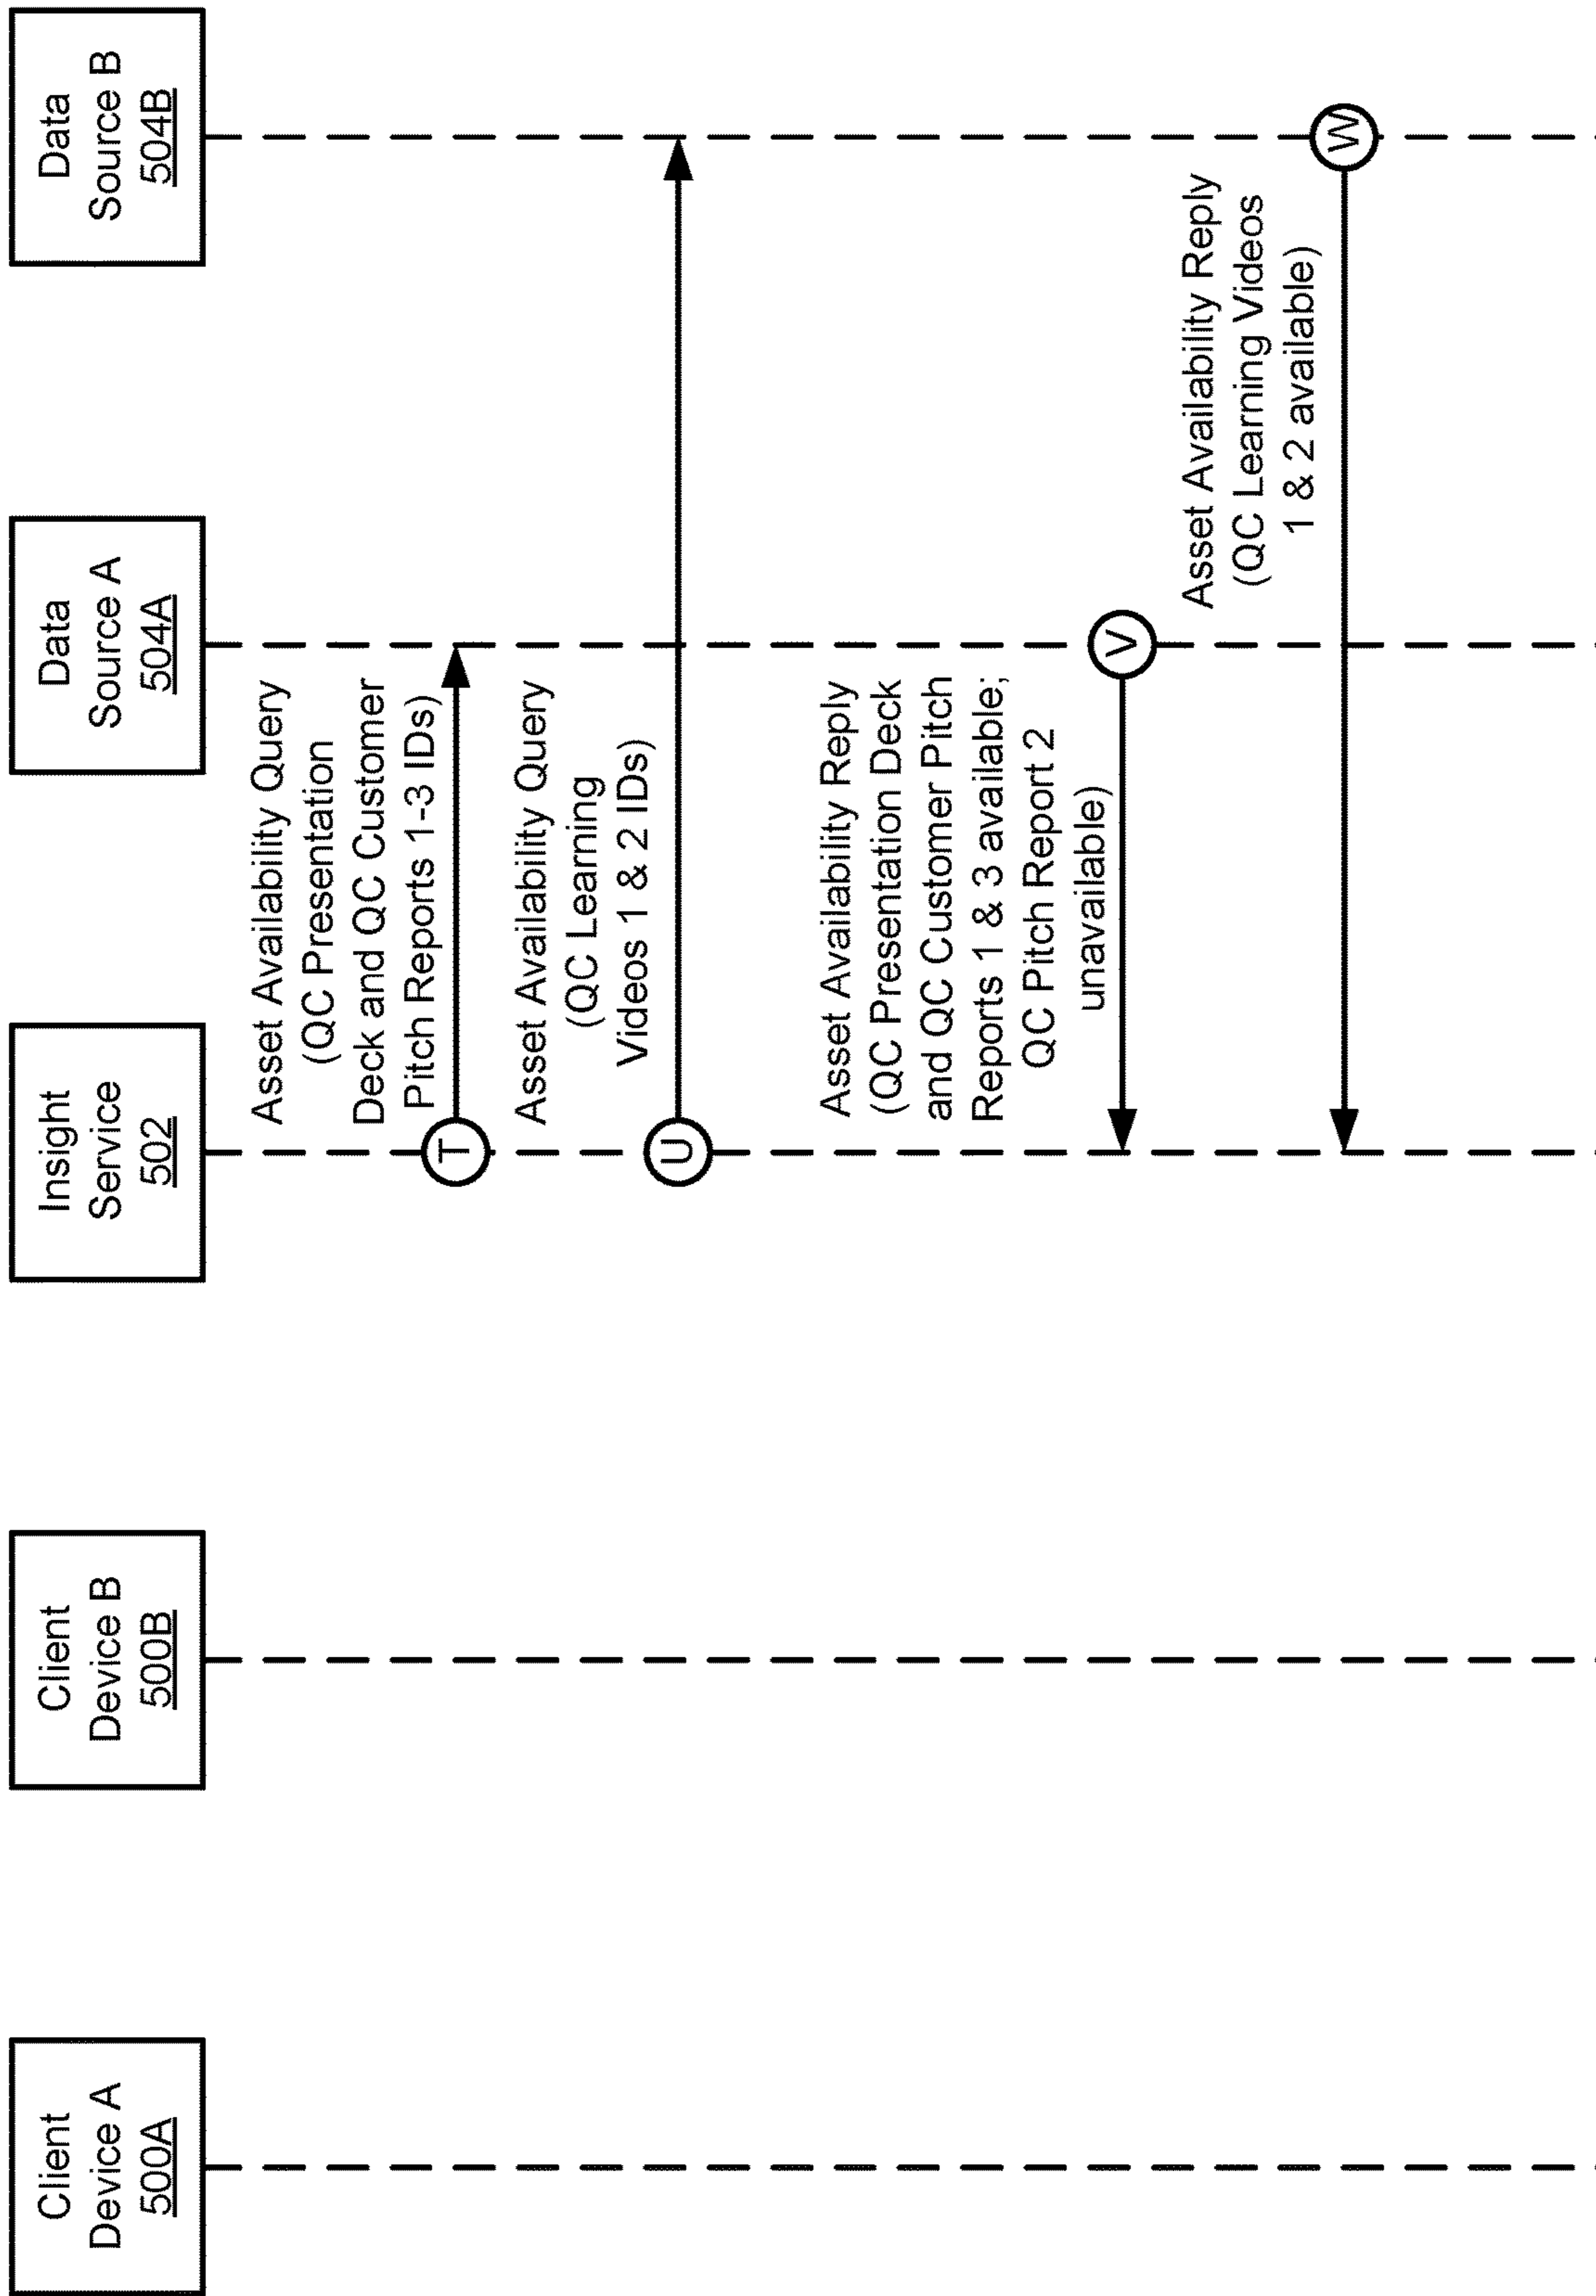 Client
Device A
500A
Client
Device B
500B
Insight
Service
502
Data
Source A
504A
Data
Source B
504B
Asset Availability Query
(QC Presentation
Deck and QC Customer
Pitch Reports 1-3 IDs)
T
Asset Availability Query
(QC Learning
Videos 1 & 2 IDs)
U
Asset Availability Reply
(QC Presentation Deck
and QC Customer Pitch
Reports 1 & 3 available;
QC Pitch Report 2
unavailable)
V
Asset Availability Reply
(QC Learning Videos
1 & 2 available)
W